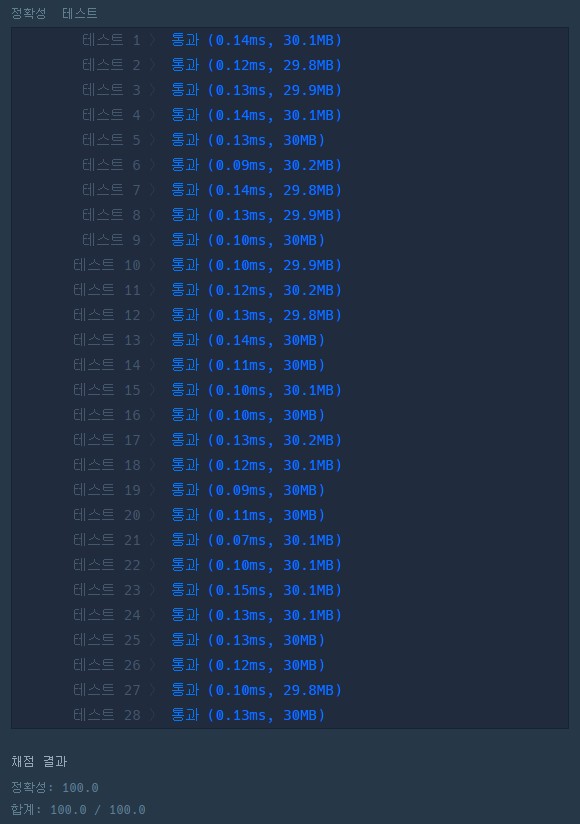 정확성 테스트
테스트 1 〉 통과 (0.14ms, 30.1MB)
테스트 2 〉 통과 (0.12ms, 29.8MB)
테스트 3 〉 통과 (0.13ms, 29.9MB)
테스트 4 〉 통과 (0.14ms, 30.1MB)
테스트 5 〉 통과 (0.13ms, 30MB)
테스트 6 〉 통과 (0.09ms, 30.2MB)
테스트 7 〉 통과 (0.14ms, 29.8MB)
테스트 8 〉 통과 (0.13ms, 29.9MB)
테스트 9 〉 통과 (0.10ms, 30MB)
테스트 10 〉 통과 (0.10ms, 29.9MB)
테스트 11 〉 통과 (0.12ms, 30.2MB)
테스트 12 〉 통과 (0.13ms, 29.8MB)
테스트 13 〉 통과 (0.14ms, 30MB)
테스트 14 〉 통과 (0.11ms, 30MB)
테스트 15 〉 통과 (0.10ms, 30.1MB)
테스트 16 〉 통과 (0.10ms, 30MB)
테스트 17 〉 통과 (0.13ms, 30.2MB)
테스트 18 〉 통과 (0.12ms, 30.1MB)
테스트 19 〉 통과 (0.09ms, 30MB)
테스트 20 〉 통과 (0.11ms, 30MB)
테스트 21 〉 통과 (0.07ms, 30.1MB)
테스트 22 〉 통과 (0.10ms, 30.1MB)
테스트 23 〉 통과 (0.15ms, 30.1MB)
테스트 24 〉 통과 (0.13ms, 30.1MB)
테스트 25 〉 통과 (0.13ms, 30MB)
테스트 26 〉 통과 (0.12ms, 30MB)
테스트 27 〉 통과 (0.10ms, 29.8MB)
테스트 28 〉 통과 (0.13ms, 30MB)
채점 결과
정확성: 100.0
합계: 100.0 / 100.0